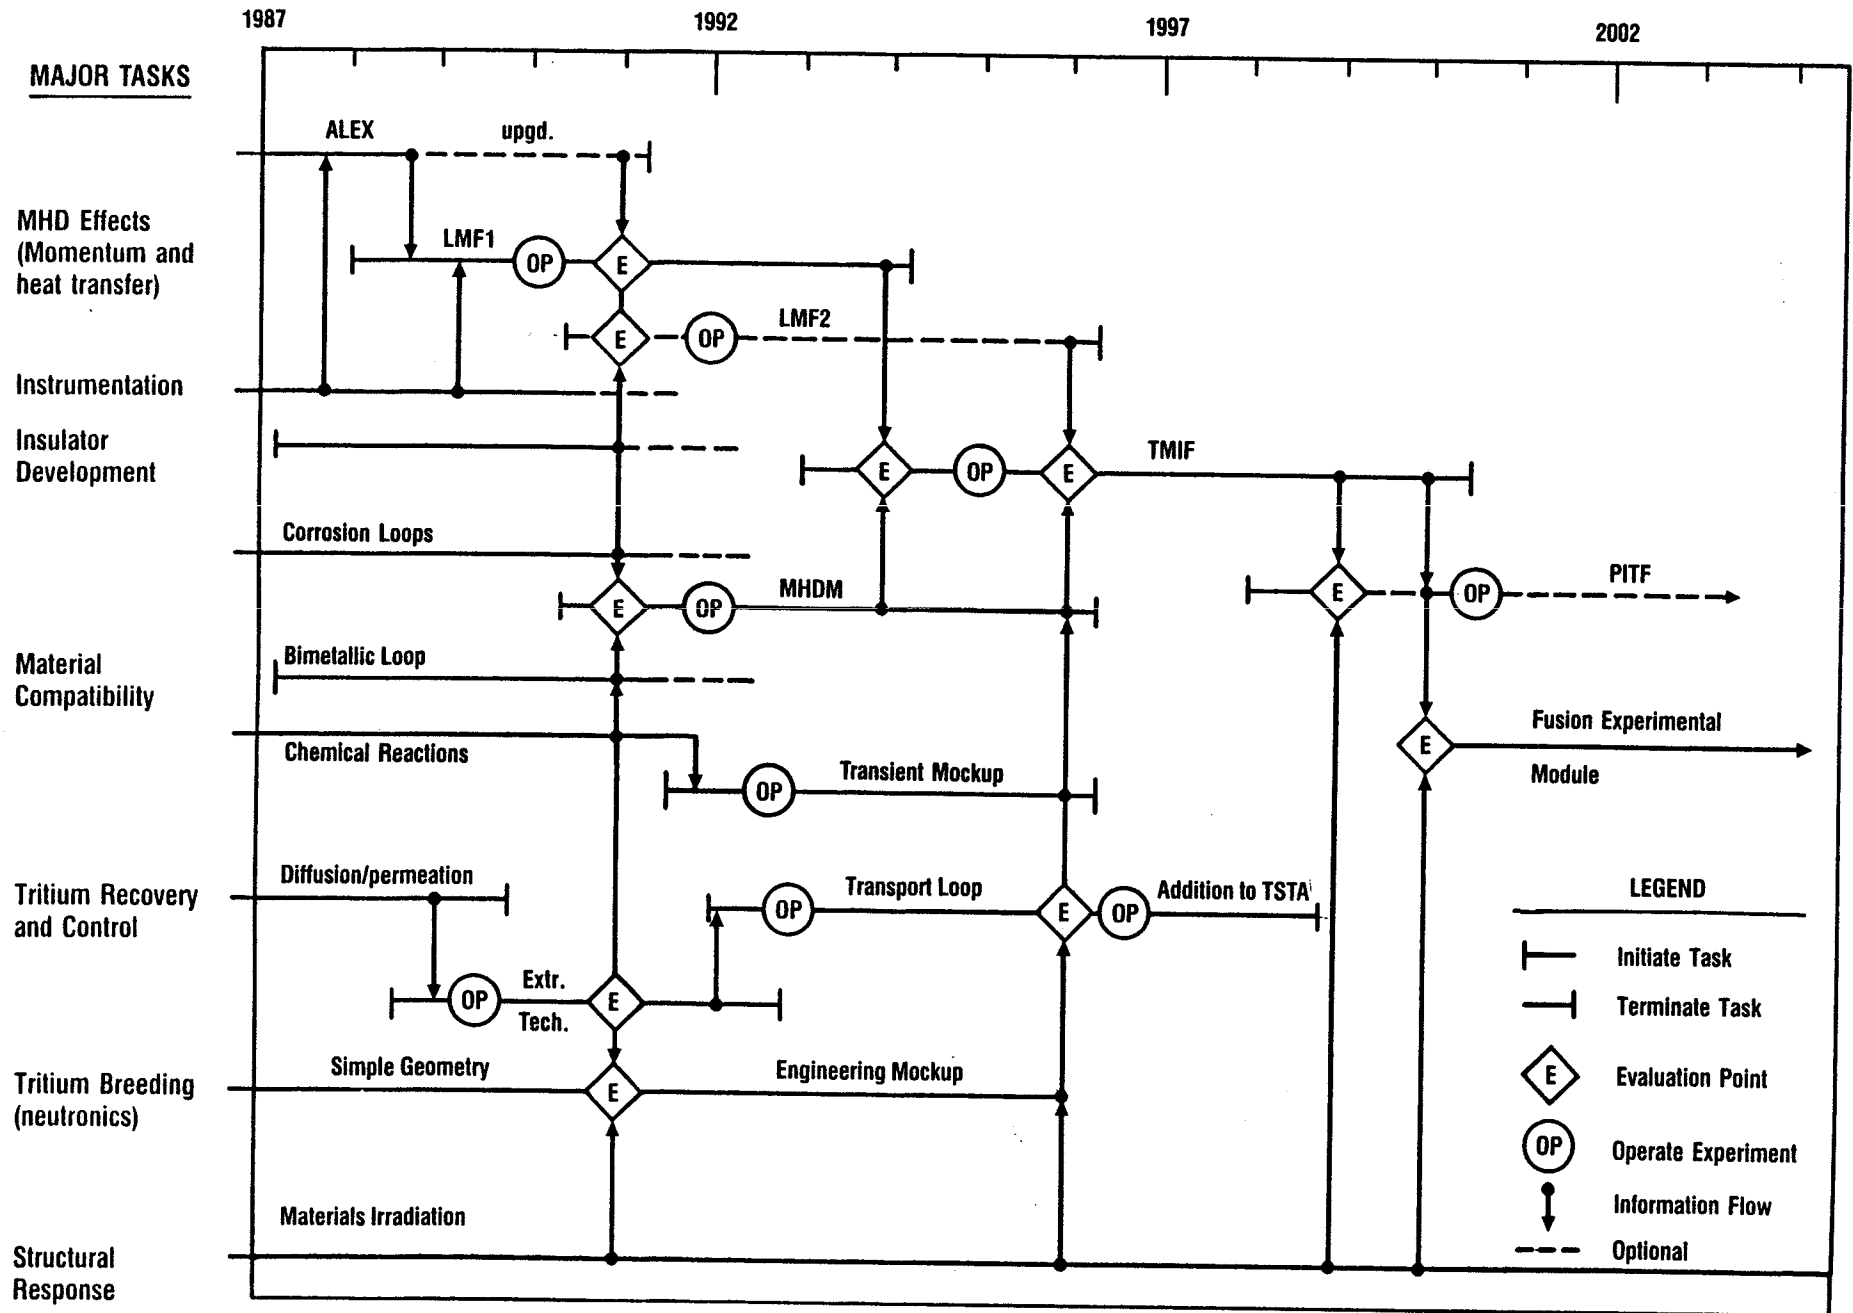 1987
1992
1997
2002
MAJOR TASKS
ALEX
upgd.
MHD Effects
(Momentum and
heat transfer)
LMF1
OP
E
E
OP
LMF2
Instrumentation
Insulator
Development
E
OP
E
TMIF
Corrosion Loops
E
OP
MHDM
E
OP
PITF
Material
Compatibility
Bimetallic Loop
Chemical Reactions
E
Fusion Experimental
Module
OP
Transient Mockup
Tritium Recovery
and Control
Diffusion/permeation
OP
Transport Loop
E
OP
Addition to TSTA
OP
Extr.
Tech.
E
Tritium Breeding
(neutronics)
Simple Geometry
E
Engineering Mockup
Materials Irradiation
Structural
Response
LEGEND
Initiate Task
Terminate Task
E Evaluation Point
OP Operate Experiment
Information Flow
Optional